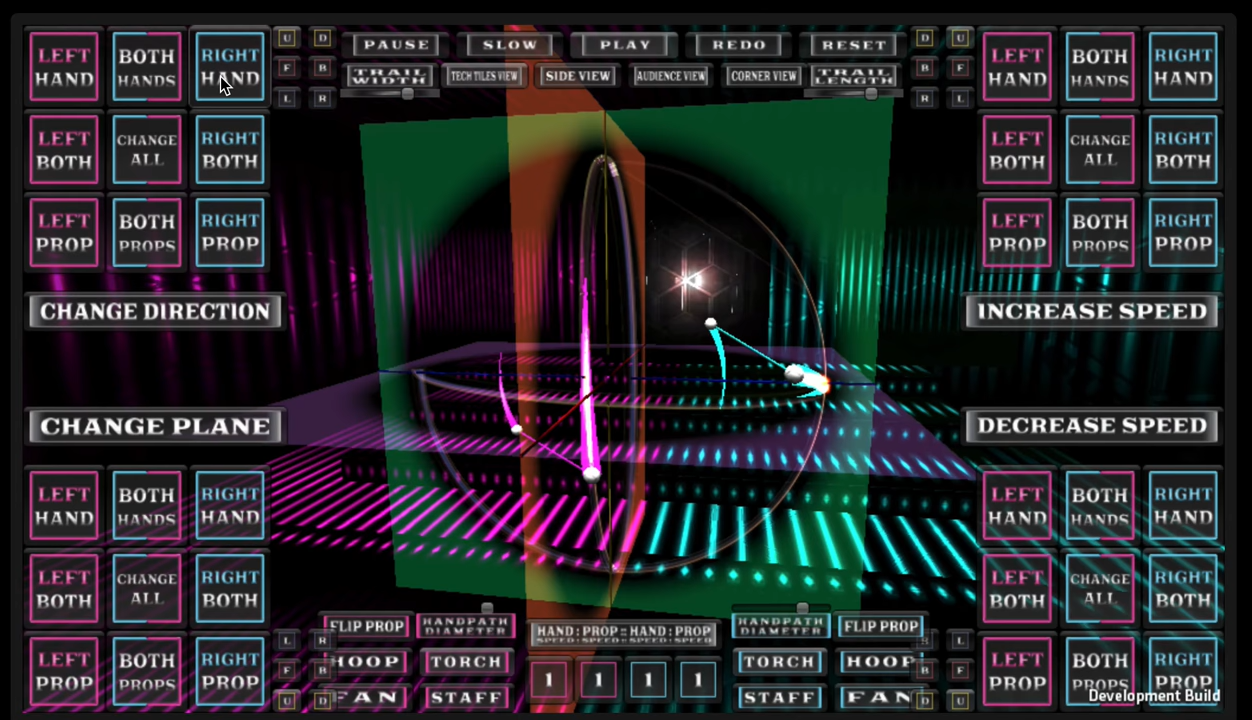 LEFT HAND
BOTH HANDS
RIGHT HAND
U D
F B
L R
PAUSE
SLOW
PLAY
REDO
RESET
TRAIL WIDTH
TECH TILES VIEW
SIDE VIEW
AUDIENCE VIEW
CORNER VIEW
TRAIL LENGTH
D U
B F
R L
LEFT HAND
BOTH HANDS
RIGHT HAND
LEFT BOTH
CHANGE ALL
RIGHT BOTH
LEFT BOTH
CHANGE ALL
RIGHT BOTH
LEFT PROP
BOTH PROPS
RIGHT PROP
LEFT PROP
BOTH PROPS
RIGHT PROP
CHANGE DIRECTION
INCREASE SPEED
CHANGE PLANE
DECREASE SPEED
LEFT HAND
BOTH HANDS
RIGHT HAND
LEFT HAND
BOTH HANDS
RIGHT HAND
LEFT BOTH
CHANGE ALL
RIGHT BOTH
LEFT BOTH
CHANGE ALL
RIGHT BOTH
LEFT PROP
BOTH PROPS
RIGHT PROP
L R
F B
U D
FLIP PROP
HANDPATH DIAMETER
HAND : PROP :: HAND : PROP
SPEED : SPEED :: SPEED : SPEED
HANDPATH DIAMETER
FLIP PROP
HOOP
TORCH
TORCH
HOOP
FAN
STAFF
1 1 1 1
STAFF
FAN
R L
B F
D U
LEFT PROP
BOTH PROPS
RIGHT PROP
Development Build